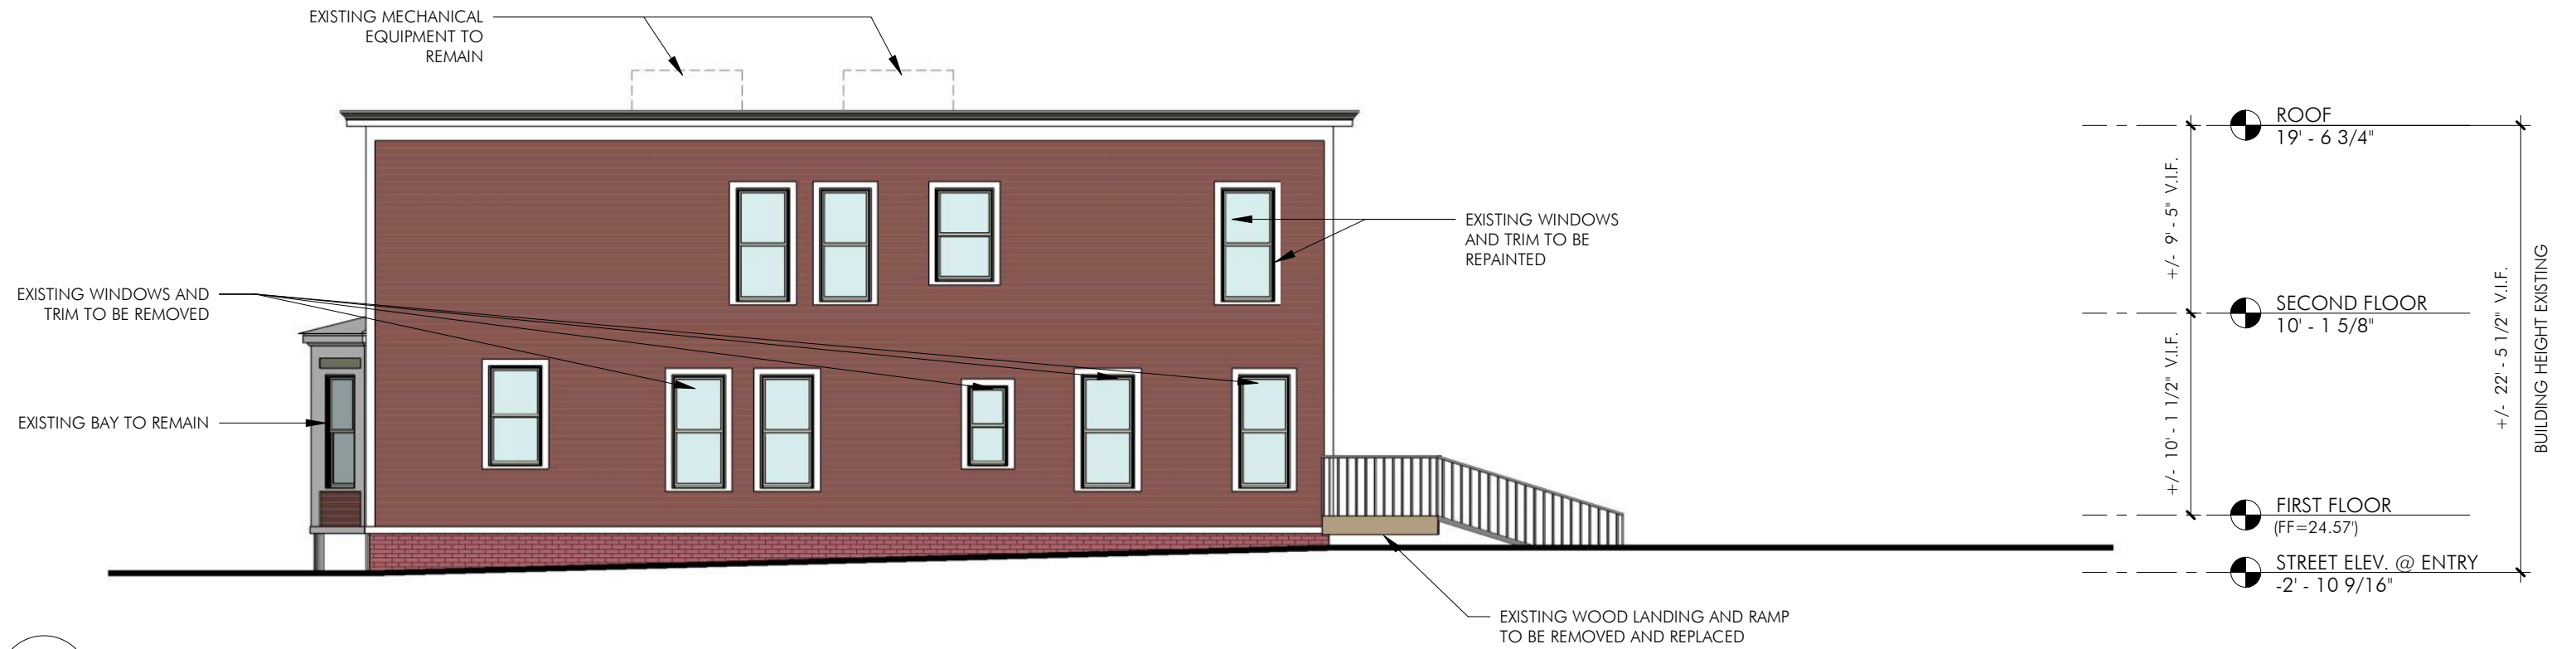 EXISTING MECHANICAL
EQUIPMENT TO
REMAIN
EXISTING WINDOWS AND
TRIM TO BE REMOVED
EXISTING BAY TO REMAIN
EXISTING WINDOWS
AND TRIM TO BE
REPAINTED
EXISTING WOOD LANDING AND RAMP
TO BE REMOVED AND REPLACED
+/- 9' - 5" V.I.F.
+/- 10' - 1 1/2" V.I.F.
ROOF
19' - 6 3/4"
SECOND FLOOR
10' - 1 5/8"
FIRST FLOOR
(FF=24.57')
STREET ELEV. @ ENTRY
-2' - 10 9/16"
+/- 22' - 5 1/2" V.I.F.
BUILDING HEIGHT EXISTING